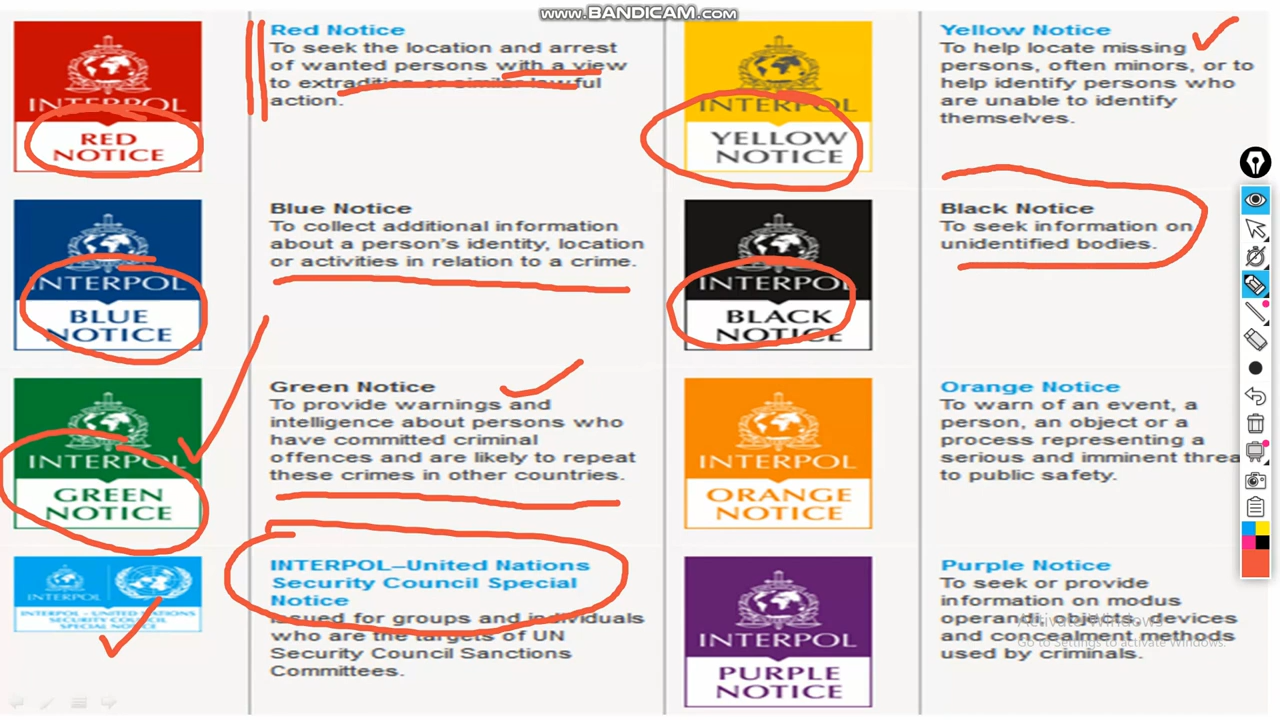 www.BANDICAM.com
INTERPOL
RED
NOTICE
Red Notice
To seek the location and arrest
of wanted persons with a view
to extradition or similar lawful
action.
INTERPOL
YELLOW
NOTICE
Yellow Notice
To help locate missing
persons, often minors, or to
help identify persons who
are unable to identify
themselves.
INTERPOL
BLUE
NOTICE
Blue Notice
To collect additional information
about a person's identity, location
or activities in relation to a crime.
INTERPOL
BLACK
NOTICE
Black Notice
To seek information on
unidentified bodies.
INTERPOL
GREEN
NOTICE
Green Notice
To provide warnings and
intelligence about persons who
have committed criminal
offences and are likely to repeat
these crimes in other countries.
INTERPOL
ORANGE
NOTICE
Orange Notice
To warn of an event, a
person, an object or a
process representing a
serious and imminent threa
to public safety.
INTERPOL – UNITED NATIONS
SECURITY COUNCIL
SPECIAL NOTICE
INTERPOL–United Nations
Security Council Special
Notice
Issued for groups and individuals
who are the targets of UN
Security Council Sanctions
Committees.
INTERPOL
PURPLE
NOTICE
Purple Notice
To seek or provide
information on modus
operandi, objects, devices
and concealment methods
used by criminals.
Activate Windows
Go to Settings to activate Windows.